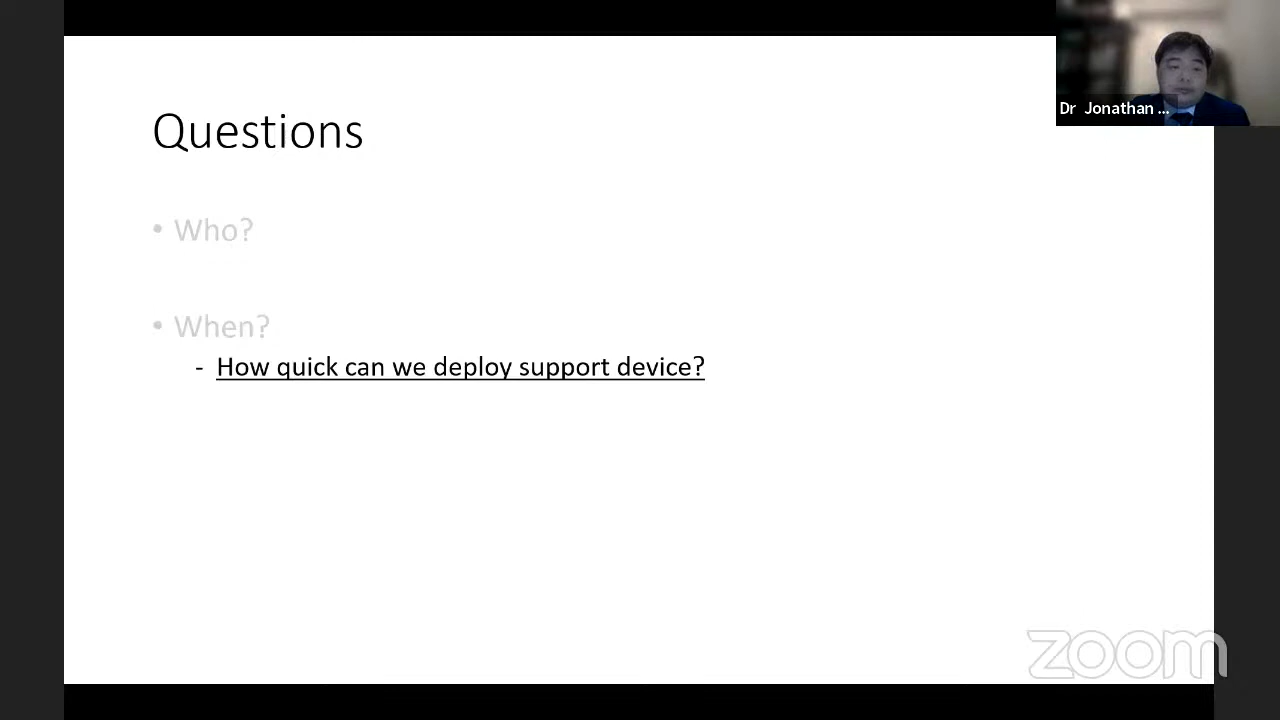 Dr Jonathan ...
Questions
• Who?
• When?
- How quick can we deploy support device?
zoom